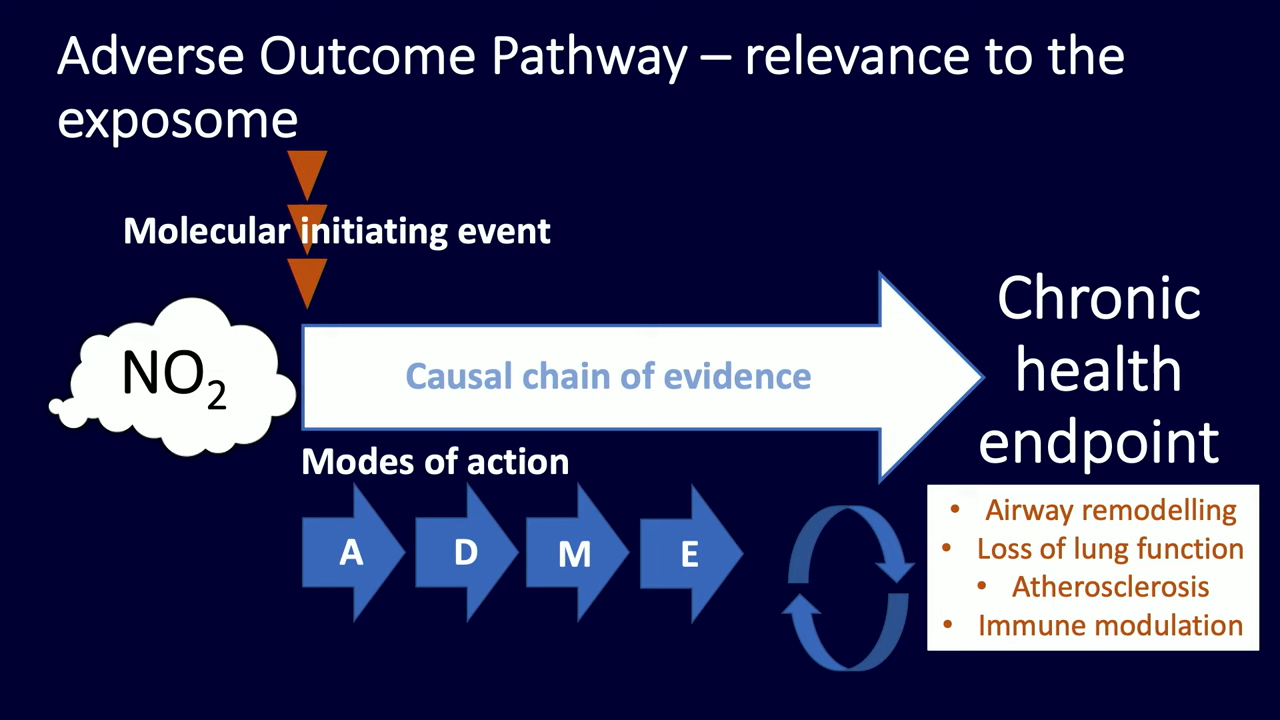 Adverse Outcome Pathway – relevance to the
exposome
Molecular initiating event
NO₂
Causal chain of evidence
Chronic
health
endpoint
Modes of action
A D M E
• Airway remodelling
• Loss of lung function
• Atherosclerosis
• Immune modulation